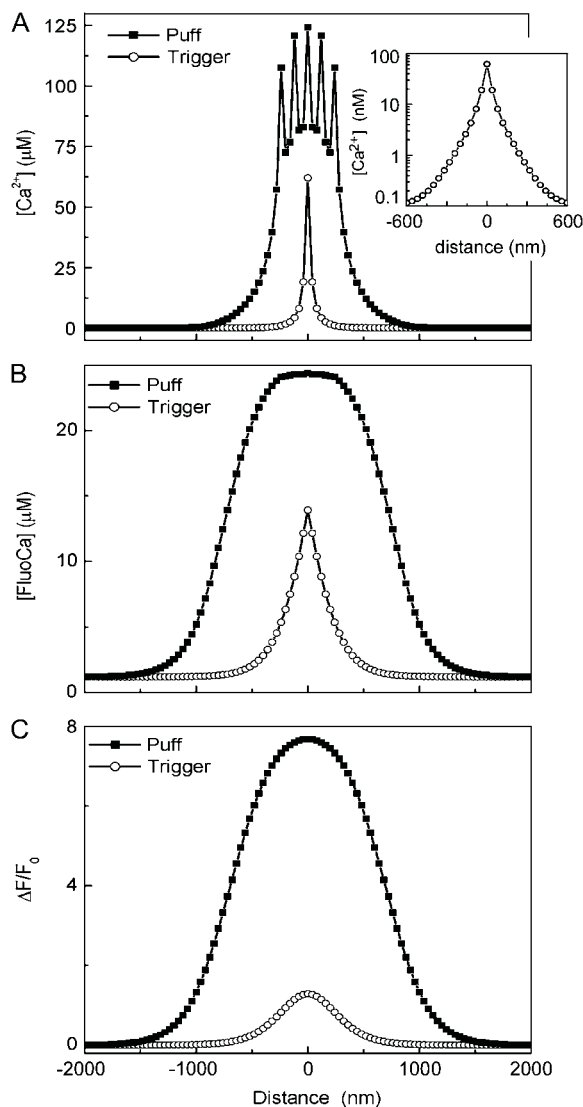 A
Puff
Trigger
[Ca²⁺] (µM)
125
100
75
50
25
0
[Ca²⁺] (nM)
100
10
1
0.1
-600 0 600
distance (nm)
B
Puff
Trigger
[FluoCa] (µM)
20
10
0
C
Puff
Trigger
ΔF/F₀
8
4
0
-2000 -1000 0 1000 2000
Distance (nm)